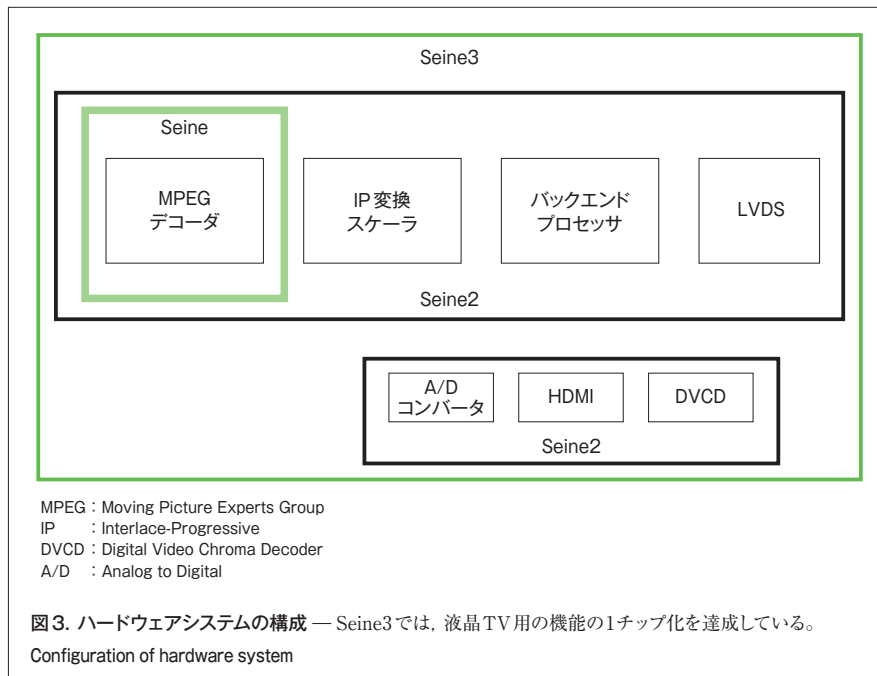 Seine3
Seine
MPEG
デコーダ
IP変換
スケーラ
バックエンド
プロセッサ
LVDS
Seine2
A/D
コンバータ
HDMI
DVCD
Seine2
MPEG：Moving Picture Experts Group
IP ：Interlace-Progressive
DVCD：Digital Video Chroma Decoder
A/D ：Analog to Digital
図3. ハードウェアシステムの構成 — Seine3では，液晶TV用の機能の1チップ化を達成している。
Configuration of hardware system